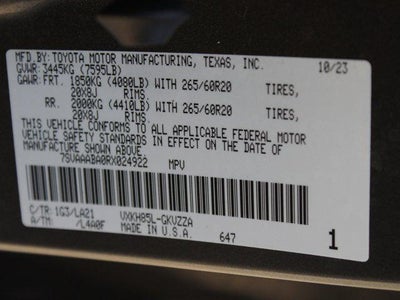 MFD.BY: TOYOTA MOTOR MANUFACTURING, TEXAS, INC. 10/23
GVWR: 3445KG (7595LB)
GAWR: FRT. 1850KG (4080LB) WITH 265/60R20 TIRES,
20X8J RIMS
RR. 2000KG (4410LB) WITH 265/60R20 TIRES,
20X8J RIMS
THIS VEHICLE CONFORMS TO ALL APPLICABLE FEDERAL MOTOR
VEHICLE SAFETY STANDARDS IN EFFECT ON THE DATE OF
MANUFACTURE SHOWN ABOVE.
7SVAAABA0RX024922 MPV
C/TR: 1G3/LA21 VXKH85L-GKVZZA
A/TM: /L4A0F MADE IN U.S.A. 647 1